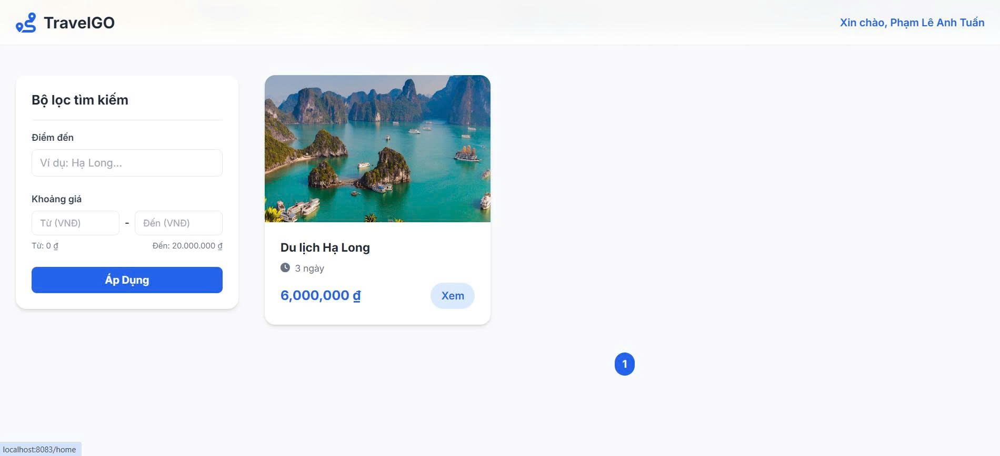 TravelGO
Xin chào, Phạm Lê Anh Tuấn
Bộ lọc tìm kiếm
Điểm đến
Ví dụ: Hạ Long...
Khoảng giá
Từ (VNĐ) - Đến (VNĐ)
Từ: 0 ₫ Đến: 20.000.000 ₫
Áp Dụng
Du lịch Hạ Long
3 ngày
6,000,000 ₫ Xem
1
localhost:8083/home